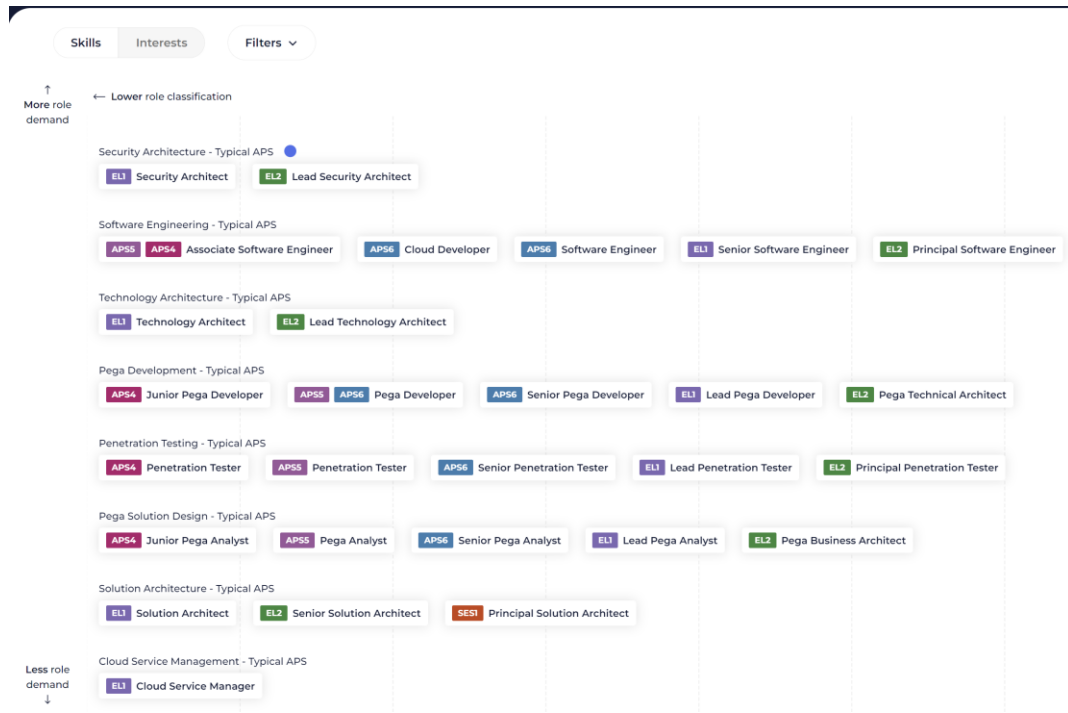 Skills Interests Filters
↑
More role
demand
← Lower role classification
Security Architecture - Typical APS
EL1 Security Architect EL2 Lead Security Architect
Software Engineering - Typical APS
APS5 APS4 Associate Software Engineer APS6 Cloud Developer APS6 Software Engineer EL1 Senior Software Engineer EL2 Principal Software Engineer
Technology Architecture - Typical APS
EL1 Technology Architect EL2 Lead Technology Architect
Pega Development - Typical APS
APS4 Junior Pega Developer APS5 APS6 Pega Developer APS6 Senior Pega Developer EL1 Lead Pega Developer EL2 Pega Technical Architect
Penetration Testing - Typical APS
APS4 Penetration Tester APS5 Penetration Tester APS6 Senior Penetration Tester EL1 Lead Penetration Tester EL2 Principal Penetration Tester
Pega Solution Design - Typical APS
APS4 Junior Pega Analyst APS5 Pega Analyst APS6 Senior Pega Analyst EL1 Lead Pega Analyst EL2 Pega Business Architect
Solution Architecture - Typical APS
EL1 Solution Architect EL2 Senior Solution Architect SES1 Principal Solution Architect
Cloud Service Management - Typical APS
EL1 Cloud Service Manager
Less role
demand
↓